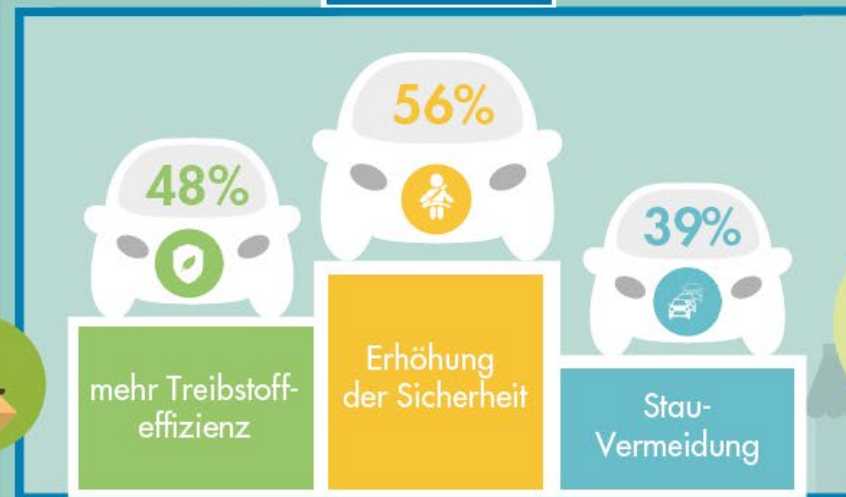 48%
mehr Treibstoff-
effizienz
56%
Erhöhung
der Sicherheit
39%
Stau-
Vermeidung